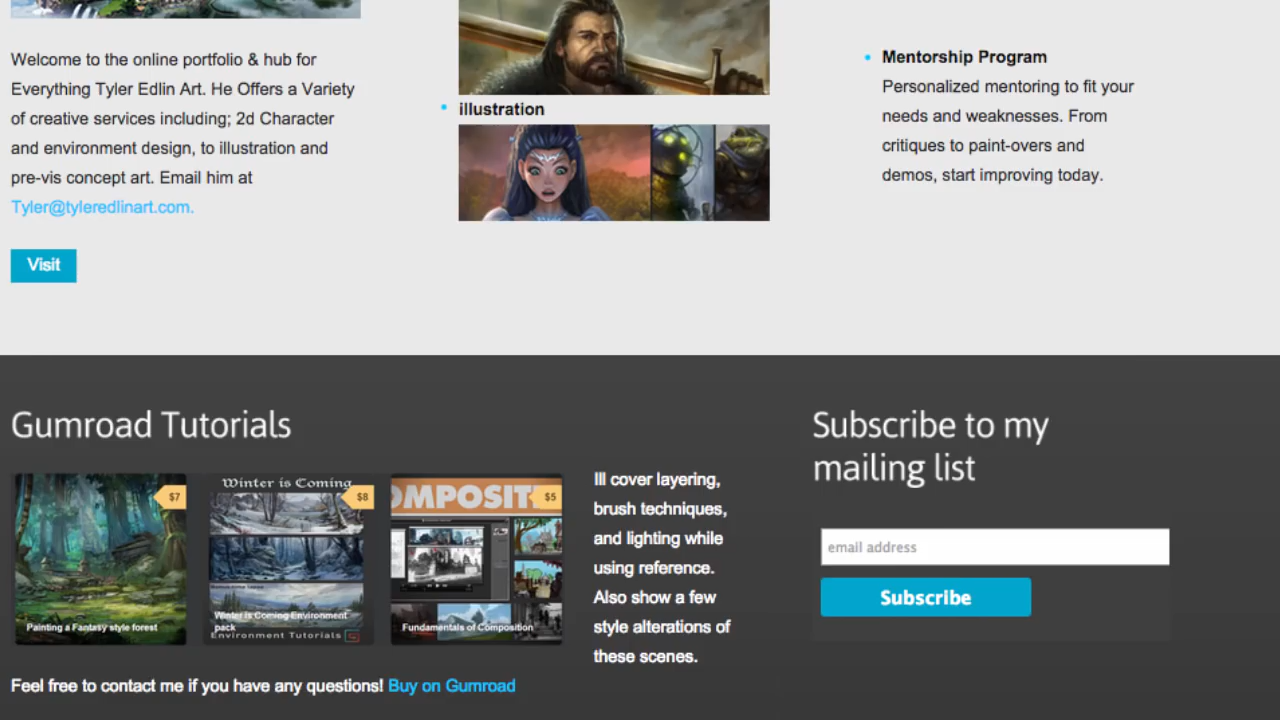 Welcome to the online portfolio & hub for
Everything Tyler Edlin Art. He Offers a Variety
of creative services including; 2d Character
and environment design, to illustration and
pre-vis concept art. Email him at
Tyler@tyleredlinart.com.
Visit
illustration
Mentorship Program
Personalized mentoring to fit your
needs and weaknesses. From
critiques to paint-overs and
demos, start improving today.
Gumroad Tutorials
$7
Painting a Fantasy style forest
Winter is Coming
$8
Winter is Coming Environment
pack
Environment Tutorials
OMPOSIT
$5
Fundamentals of Composition
Ill cover layering,
brush techniques,
and lighting while
using reference.
Also show a few
style alterations of
these scenes.
Feel free to contact me if you have any questions! Buy on Gumroad
Subscribe to my
mailing list
email address
Subscribe